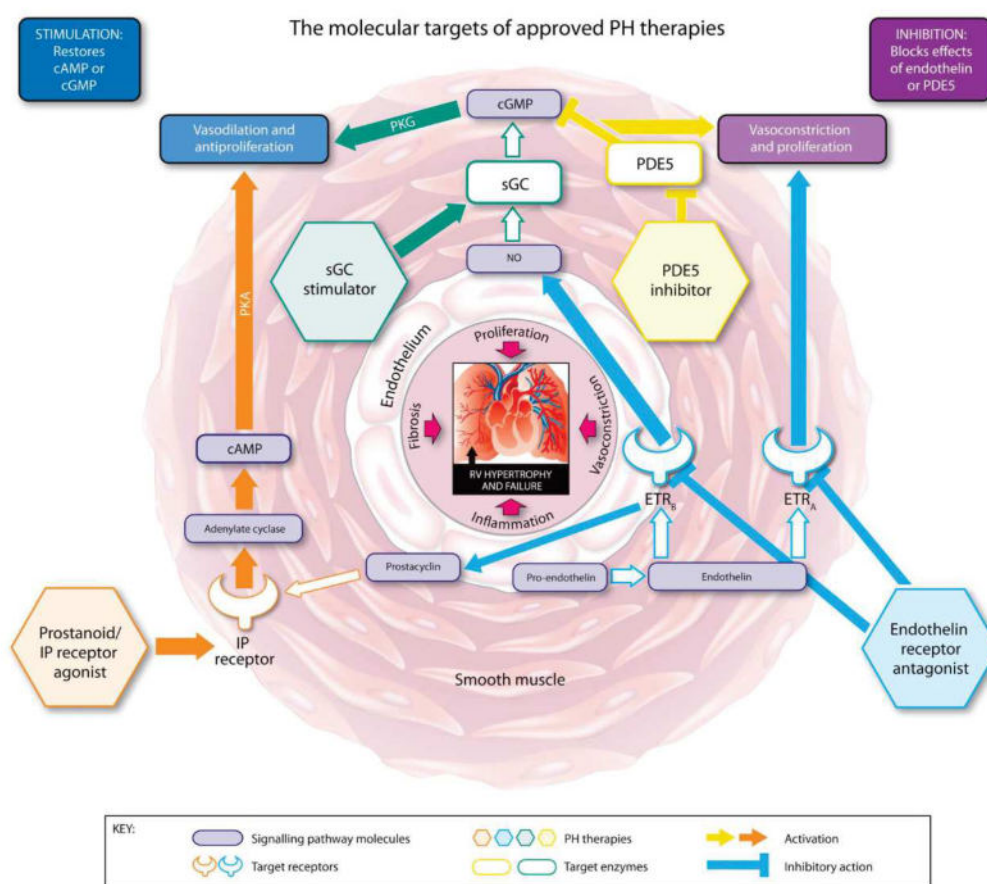 The molecular targets of approved PH therapies
STIMULATION:
Restores
cAMP or
cGMP
INHIBITION:
Blocks effects
of endothelin
or PDE5
cGMP
PKG
Vasodilation and
antiproliferation
Vasoconstriction
and proliferation
PDE5
sGC
sGC
stimulator
NO
PDE5
inhibitor
PKA
Endothelium
Proliferation
Fibrosis
Vasoconstriction
RV HYPERTROPHY
AND FAILURE
Inflammation
cAMP
ETRB
ETRA
Adenylate cyclase
Prostacyclin
Pro-endothelin
Endothelin
Prostanoid/
IP receptor
agonist
IP
receptor
Endothelin
receptor
antagonist
Smooth muscle
KEY:
Signalling pathway molecules
PH therapies
Activation
Target receptors
Target enzymes
Inhibitory action